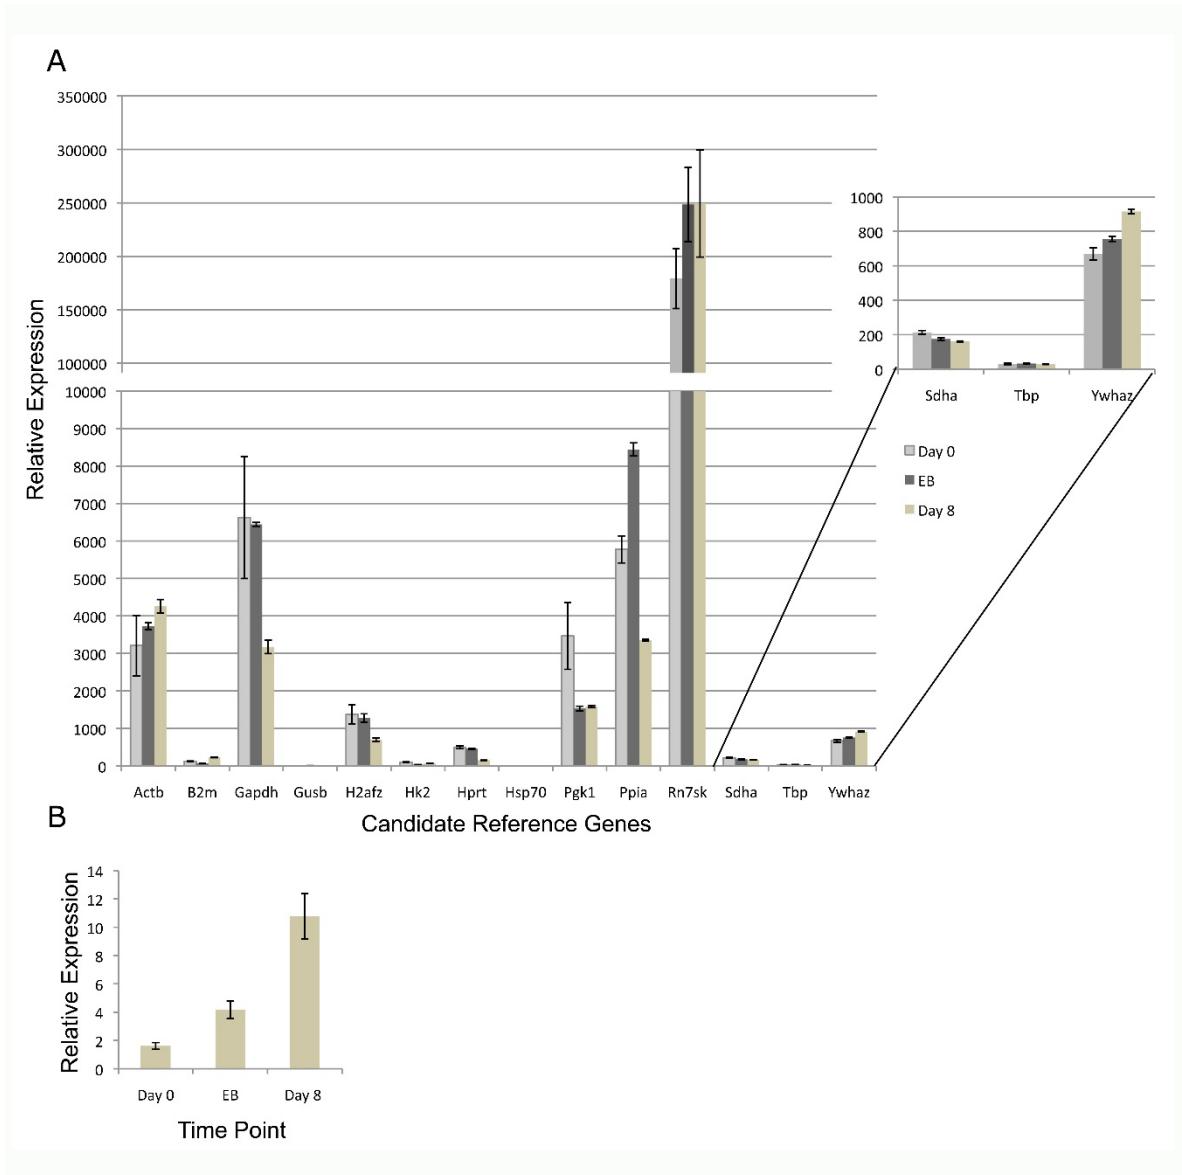 A
350000
300000
250000
200000
150000
100000
10000
9000
8000
7000
6000
5000
4000
3000
2000
1000
0
Relative Expression
Actb B2m Gapdh Gusb H2afz Hk2 Hprt Hsp70 Pgk1 Ppia Rn7sk Sdha Tbp Ywhaz
Candidate Reference Genes
1000
800
600
400
200
0
Sdha Tbp Ywhaz
Day 0
EB
Day 8
B
14
12
10
8
6
4
2
0
Relative Expression
Day 0 EB Day 8
Time Point